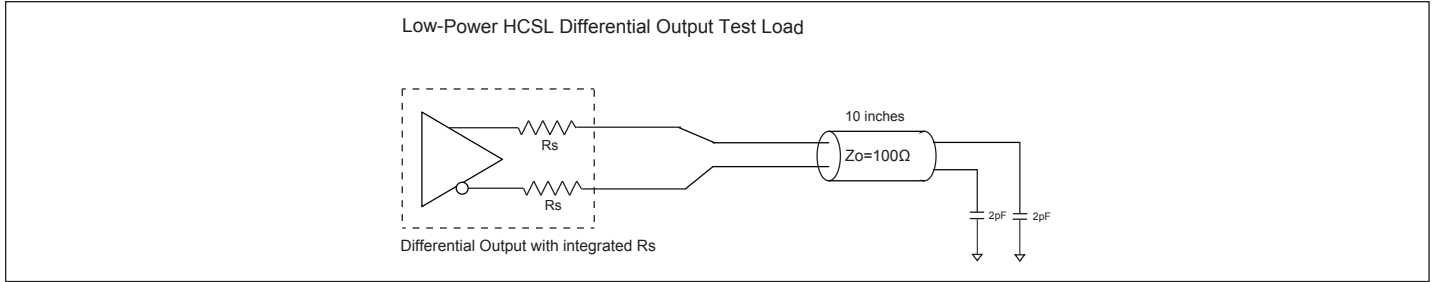 Low-Power HCSL Differential Output Test Load
10 inches
Rs
Zo=100Ω
Rs
2pF
2pF
Differential Output with integrated Rs